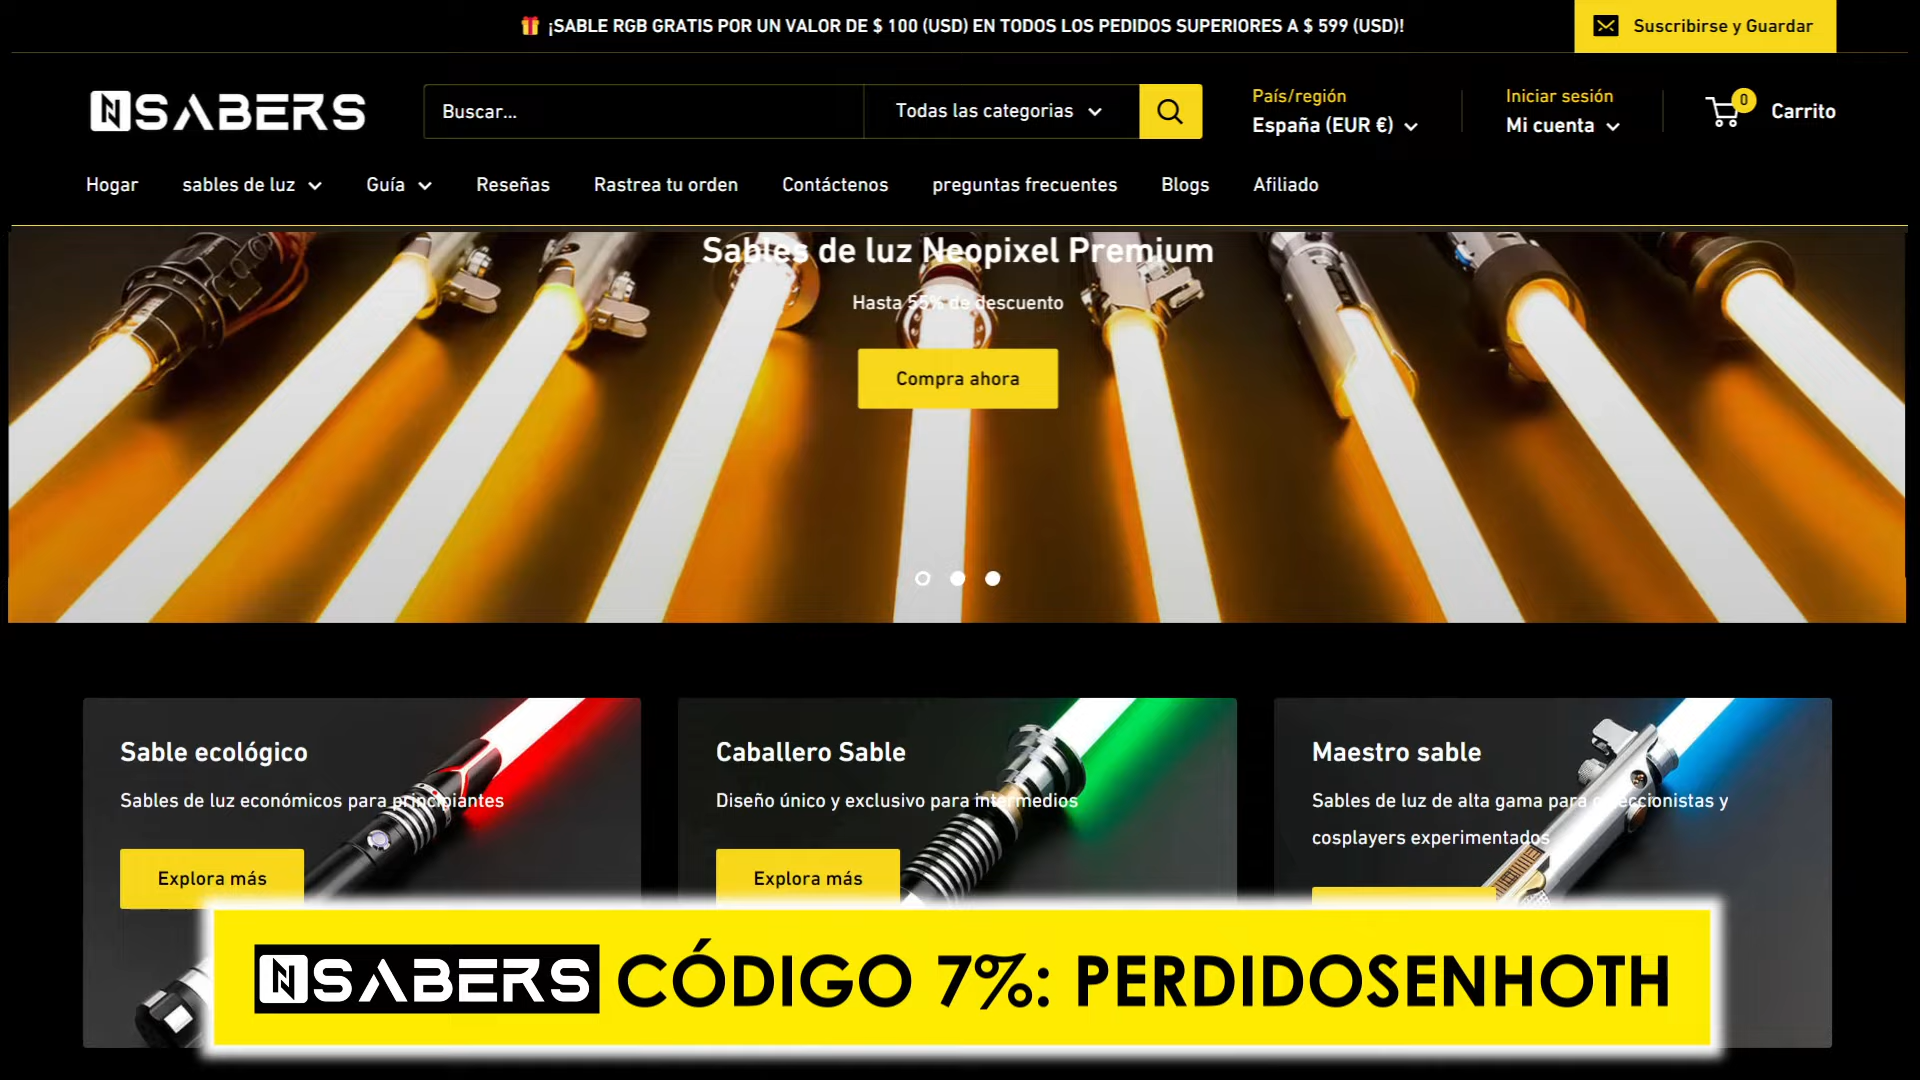 ¡SABLE RGB GRATIS POR UN VALOR DE $ 100 (USD) EN TODOS LOS PEDIDOS SUPERIORES A $ 599 (USD)!
Suscribirse y Guardar
NSABERS
Buscar...
Todas las categorias
País/región
España (EUR €)
Iniciar sesión
Mi cuenta
0
Carrito
Hogar
sables de luz
Guía
Reseñas
Rastrea tu orden
Contáctenos
preguntas frecuentes
Blogs
Afiliado
Sables de luz Neopixel Premium
Hasta 55% de descuento
Compra ahora
Sable ecológico
Sables de luz económicos para principiantes
Explora más
Caballero Sable
Diseño único y exclusivo para intermedios
Explora más
Maestro sable
Sables de luz de alta gama para coleccionistas y
cosplayers experimentados
NSABERS CÓDIGO 7%: PERDIDOSENHOTH